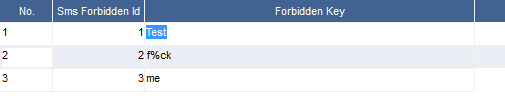 No. Sms Forbidden Id Forbidden Key
1 1 Test
2 2 f%ck
3 3 me